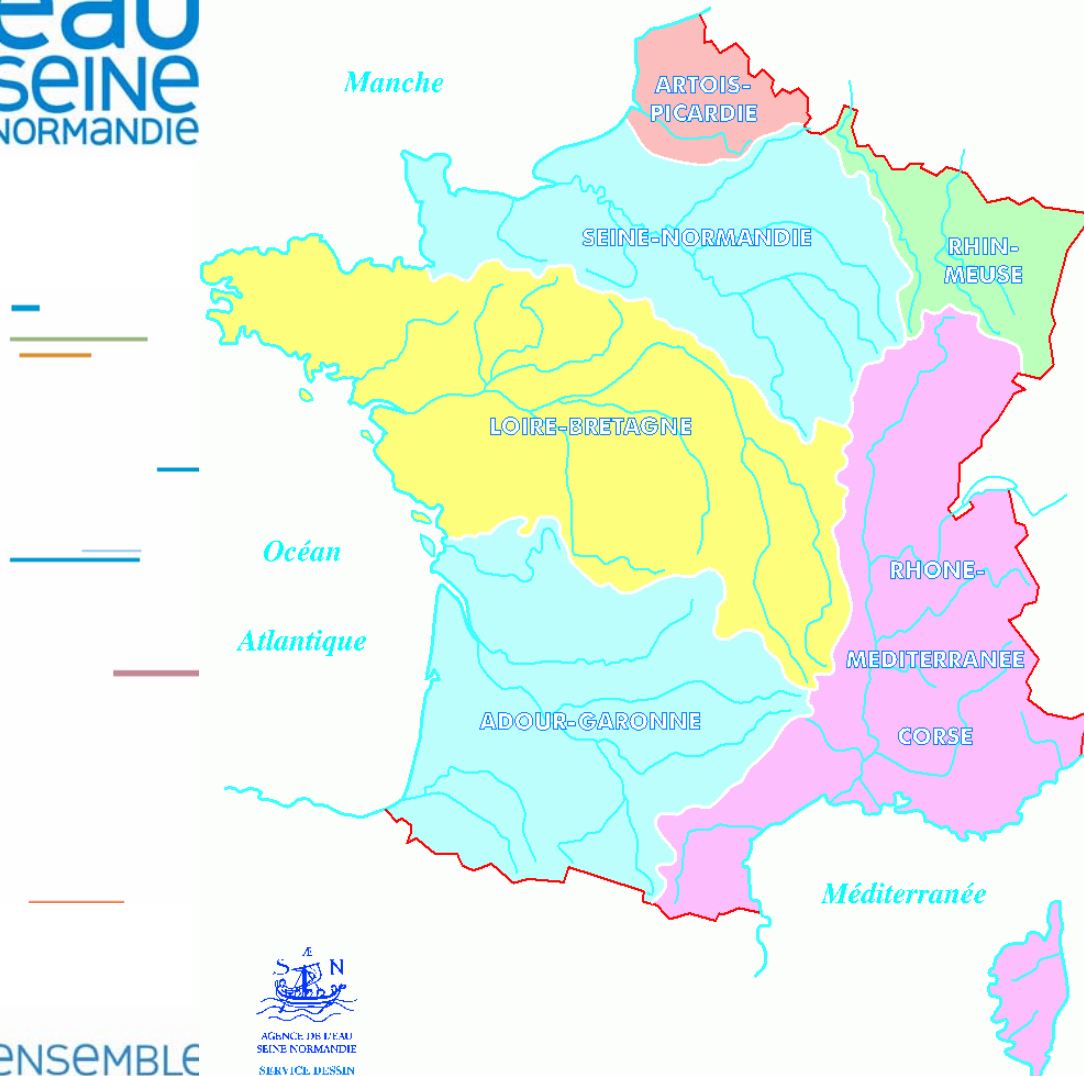 eau
SEINE
NORMANDIE
Manche
ARTOIS-
PICARDIE
SEINE-NORMANDIE
RHIN-
MEUSE
LOIRE-BRETAGNE
Océan
Atlantique
RHONE-
MEDITERRANEE
CORSE
ADOUR-GARONNE
Méditerranée
Æ
S N
AGENCE DE L'EAU
SEINE NORMANDIE
SERVICE DESSIN
ENSEMBLE